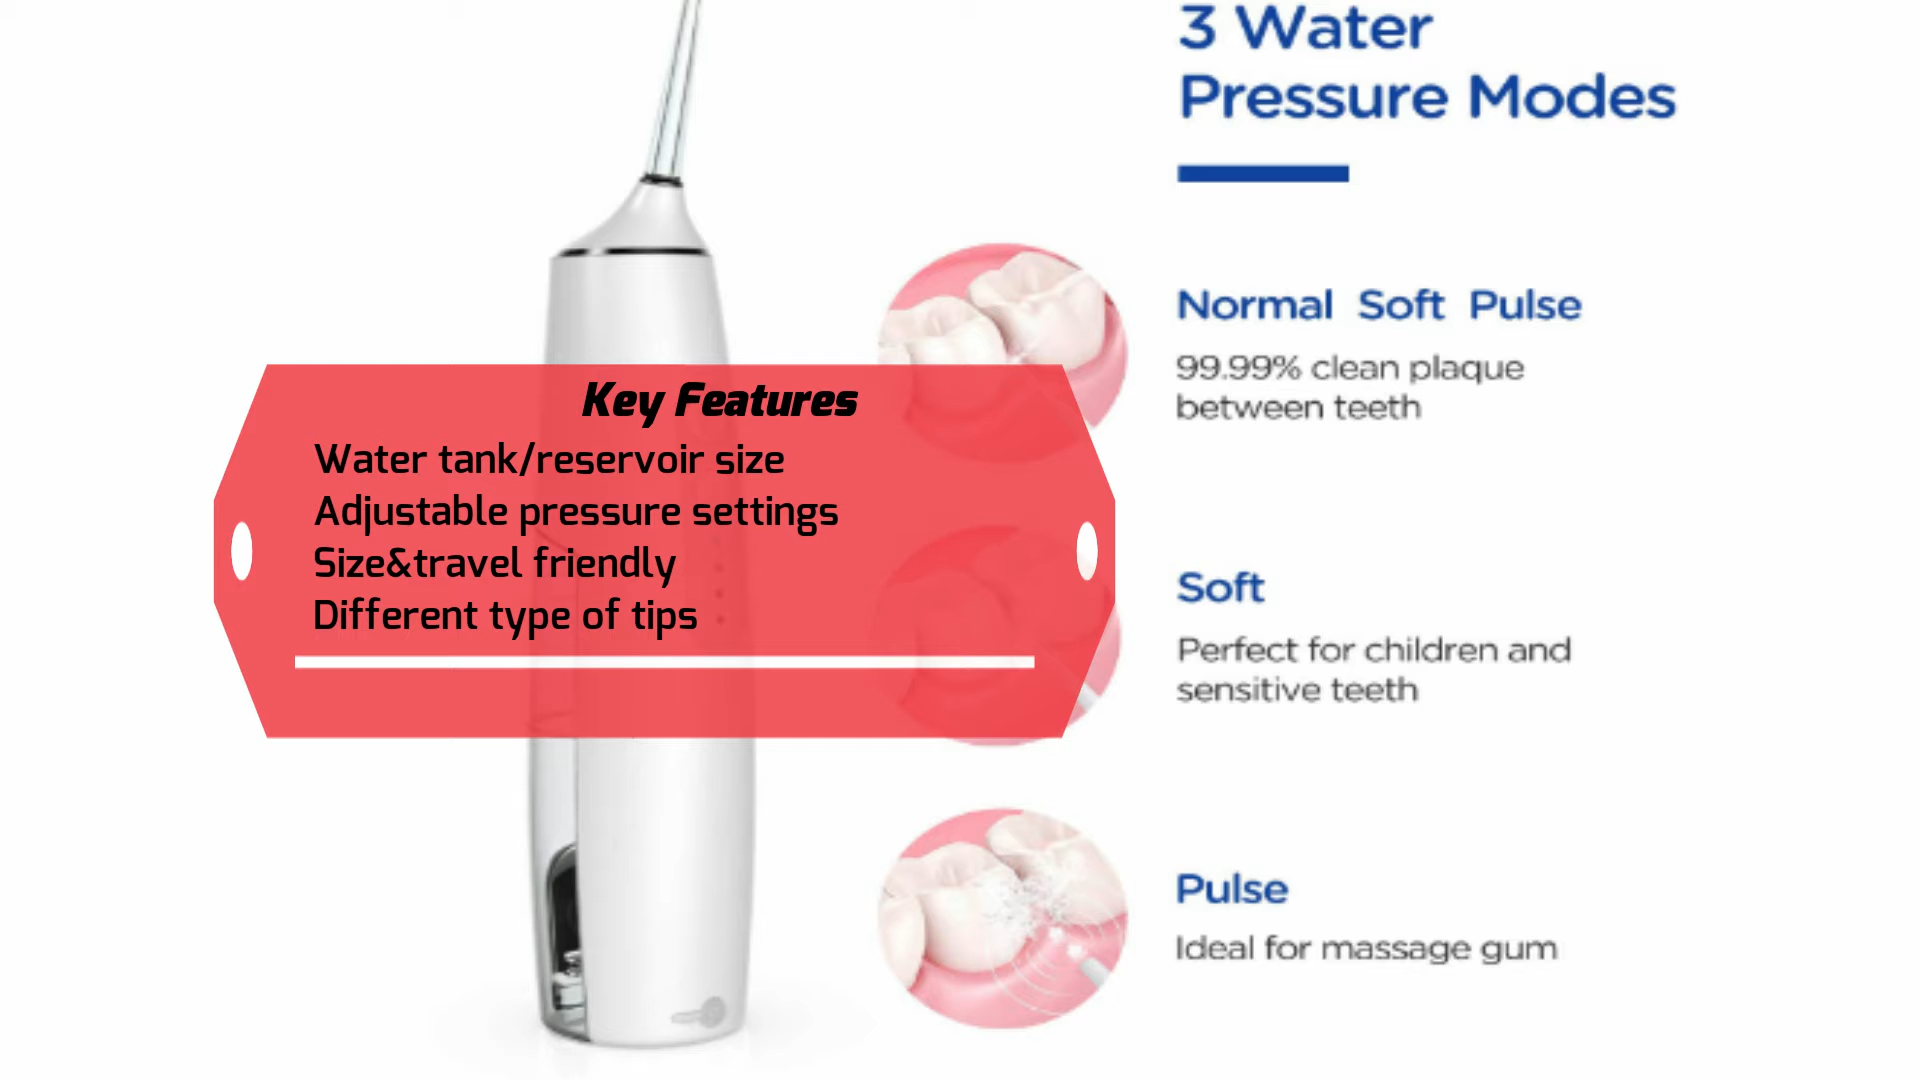 3 Water
Pressure Modes
Normal Soft Pulse
99.99% clean plaque
between teeth
Key Features
Water tank/reservoir size
Adjustable pressure settings
Size&travel friendly
Different type of tips
Soft
Perfect for children and
sensitive teeth
Pulse
Ideal for massage gum